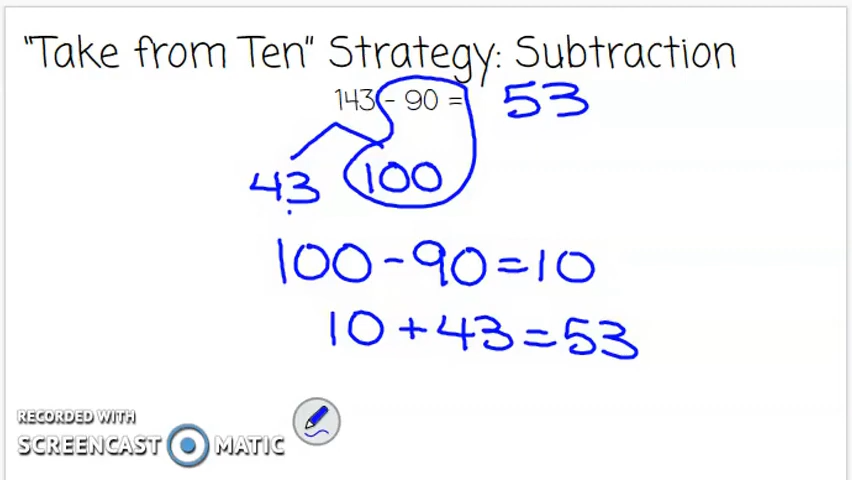 "Take from Ten" Strategy: Subtraction
143 - 90 = 53
43 100
100 - 90 = 10
10 + 43 = 53
RECORDED WITH
SCREENCAST MATIC